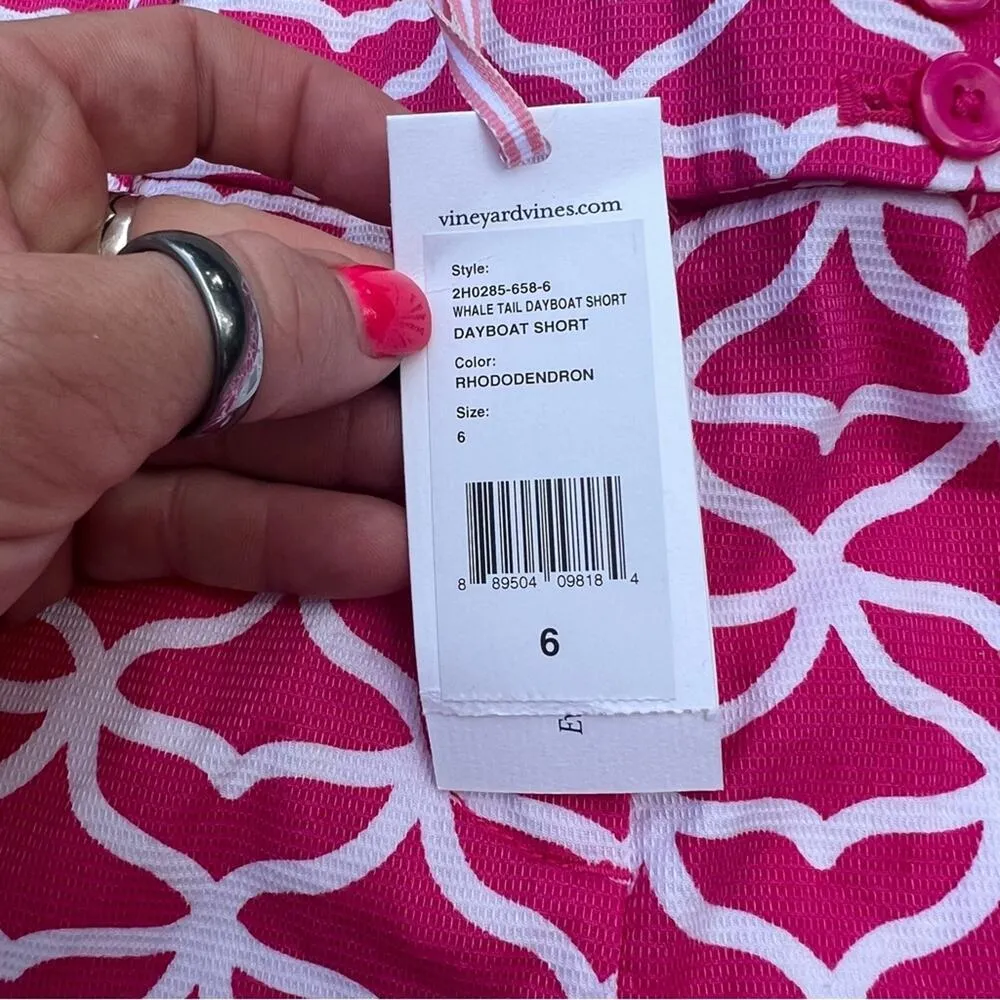 vineyardvines.com
Style:
2H0285-658-6
WHALE TAIL DAYBOAT SHORT
DAYBOAT SHORT
Color:
RHODODENDRON
Size:
6
8 89504 09818 4
6